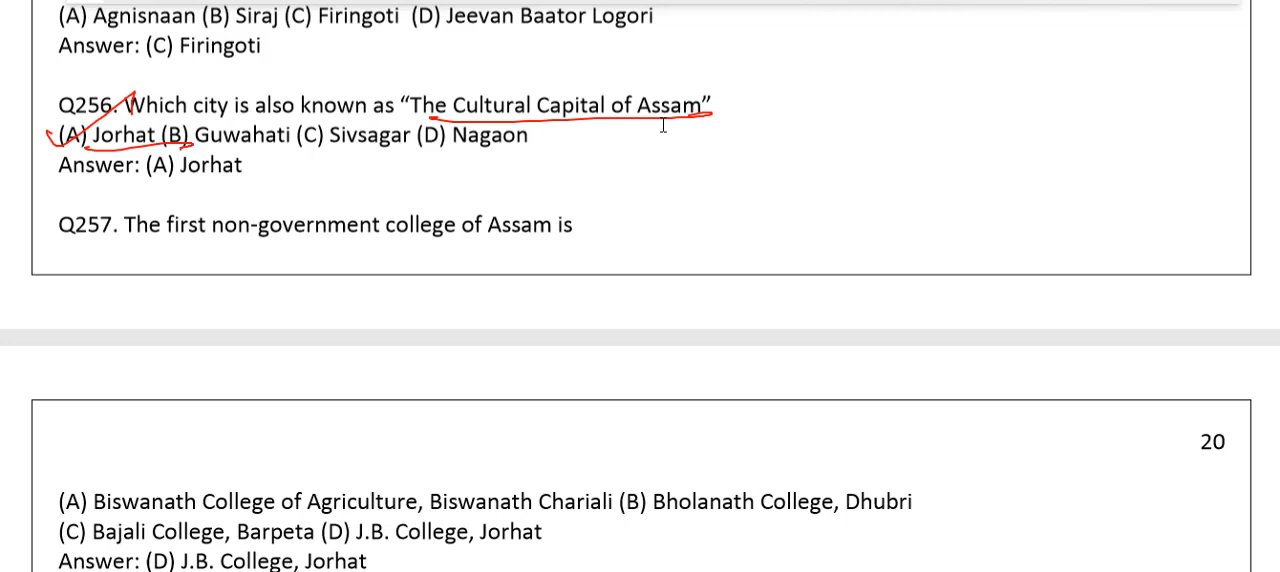 (A) Agnisnaan (B) Siraj (C) Firingoti (D) Jeevan Baator Logori
Answer: (C) Firingoti
Q256. Which city is also known as “The Cultural Capital of Assam”
(A) Jorhat (B) Guwahati (C) Sivsagar (D) Nagaon
Answer: (A) Jorhat
Q257. The first non-government college of Assam is
20
(A) Biswanath College of Agriculture, Biswanath Chariali (B) Bholanath College, Dhubri
(C) Bajali College, Barpeta (D) J.B. College, Jorhat
Answer: (D) J.B. College, Jorhat